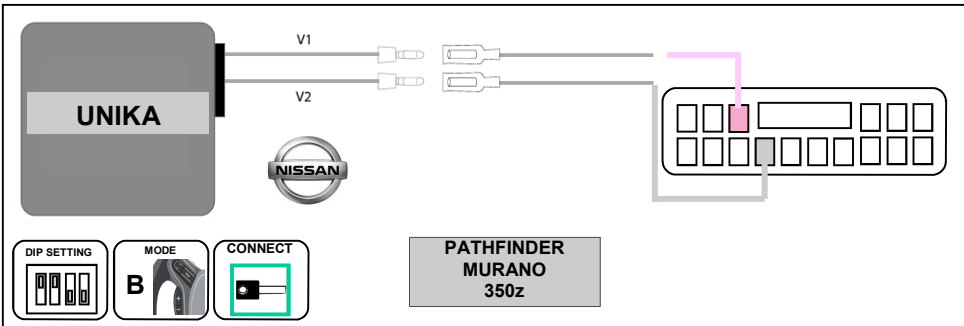 V1
V2
UNIKA
NISSAN
DIP SETTING
MODE
B
CONNECT
PATHFINDER
MURANO
350z